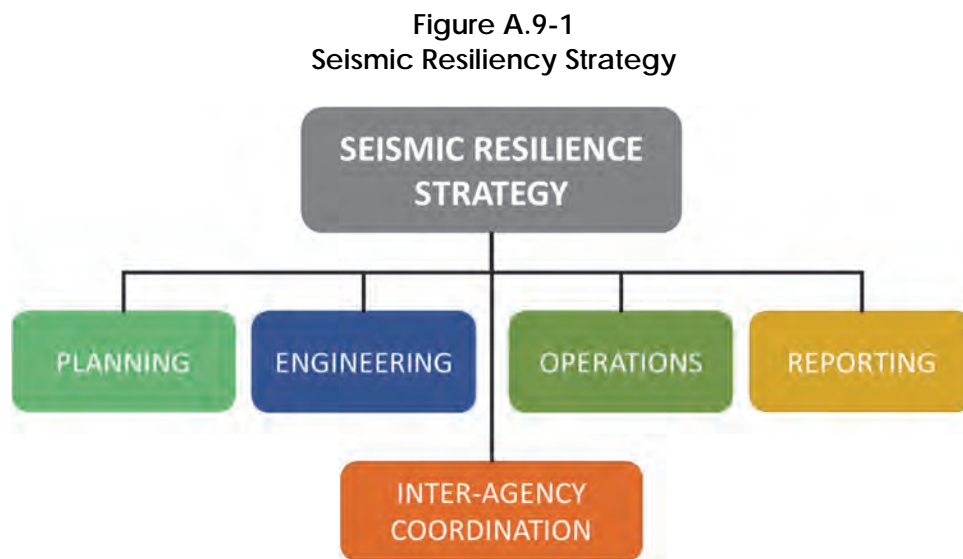 Figure A.9-1
Seismic Resiliency Strategy
SEISMIC RESILIENCE
STRATEGY
PLANNING
ENGINEERING
OPERATIONS
REPORTING
INTER-AGENCY
COORDINATION